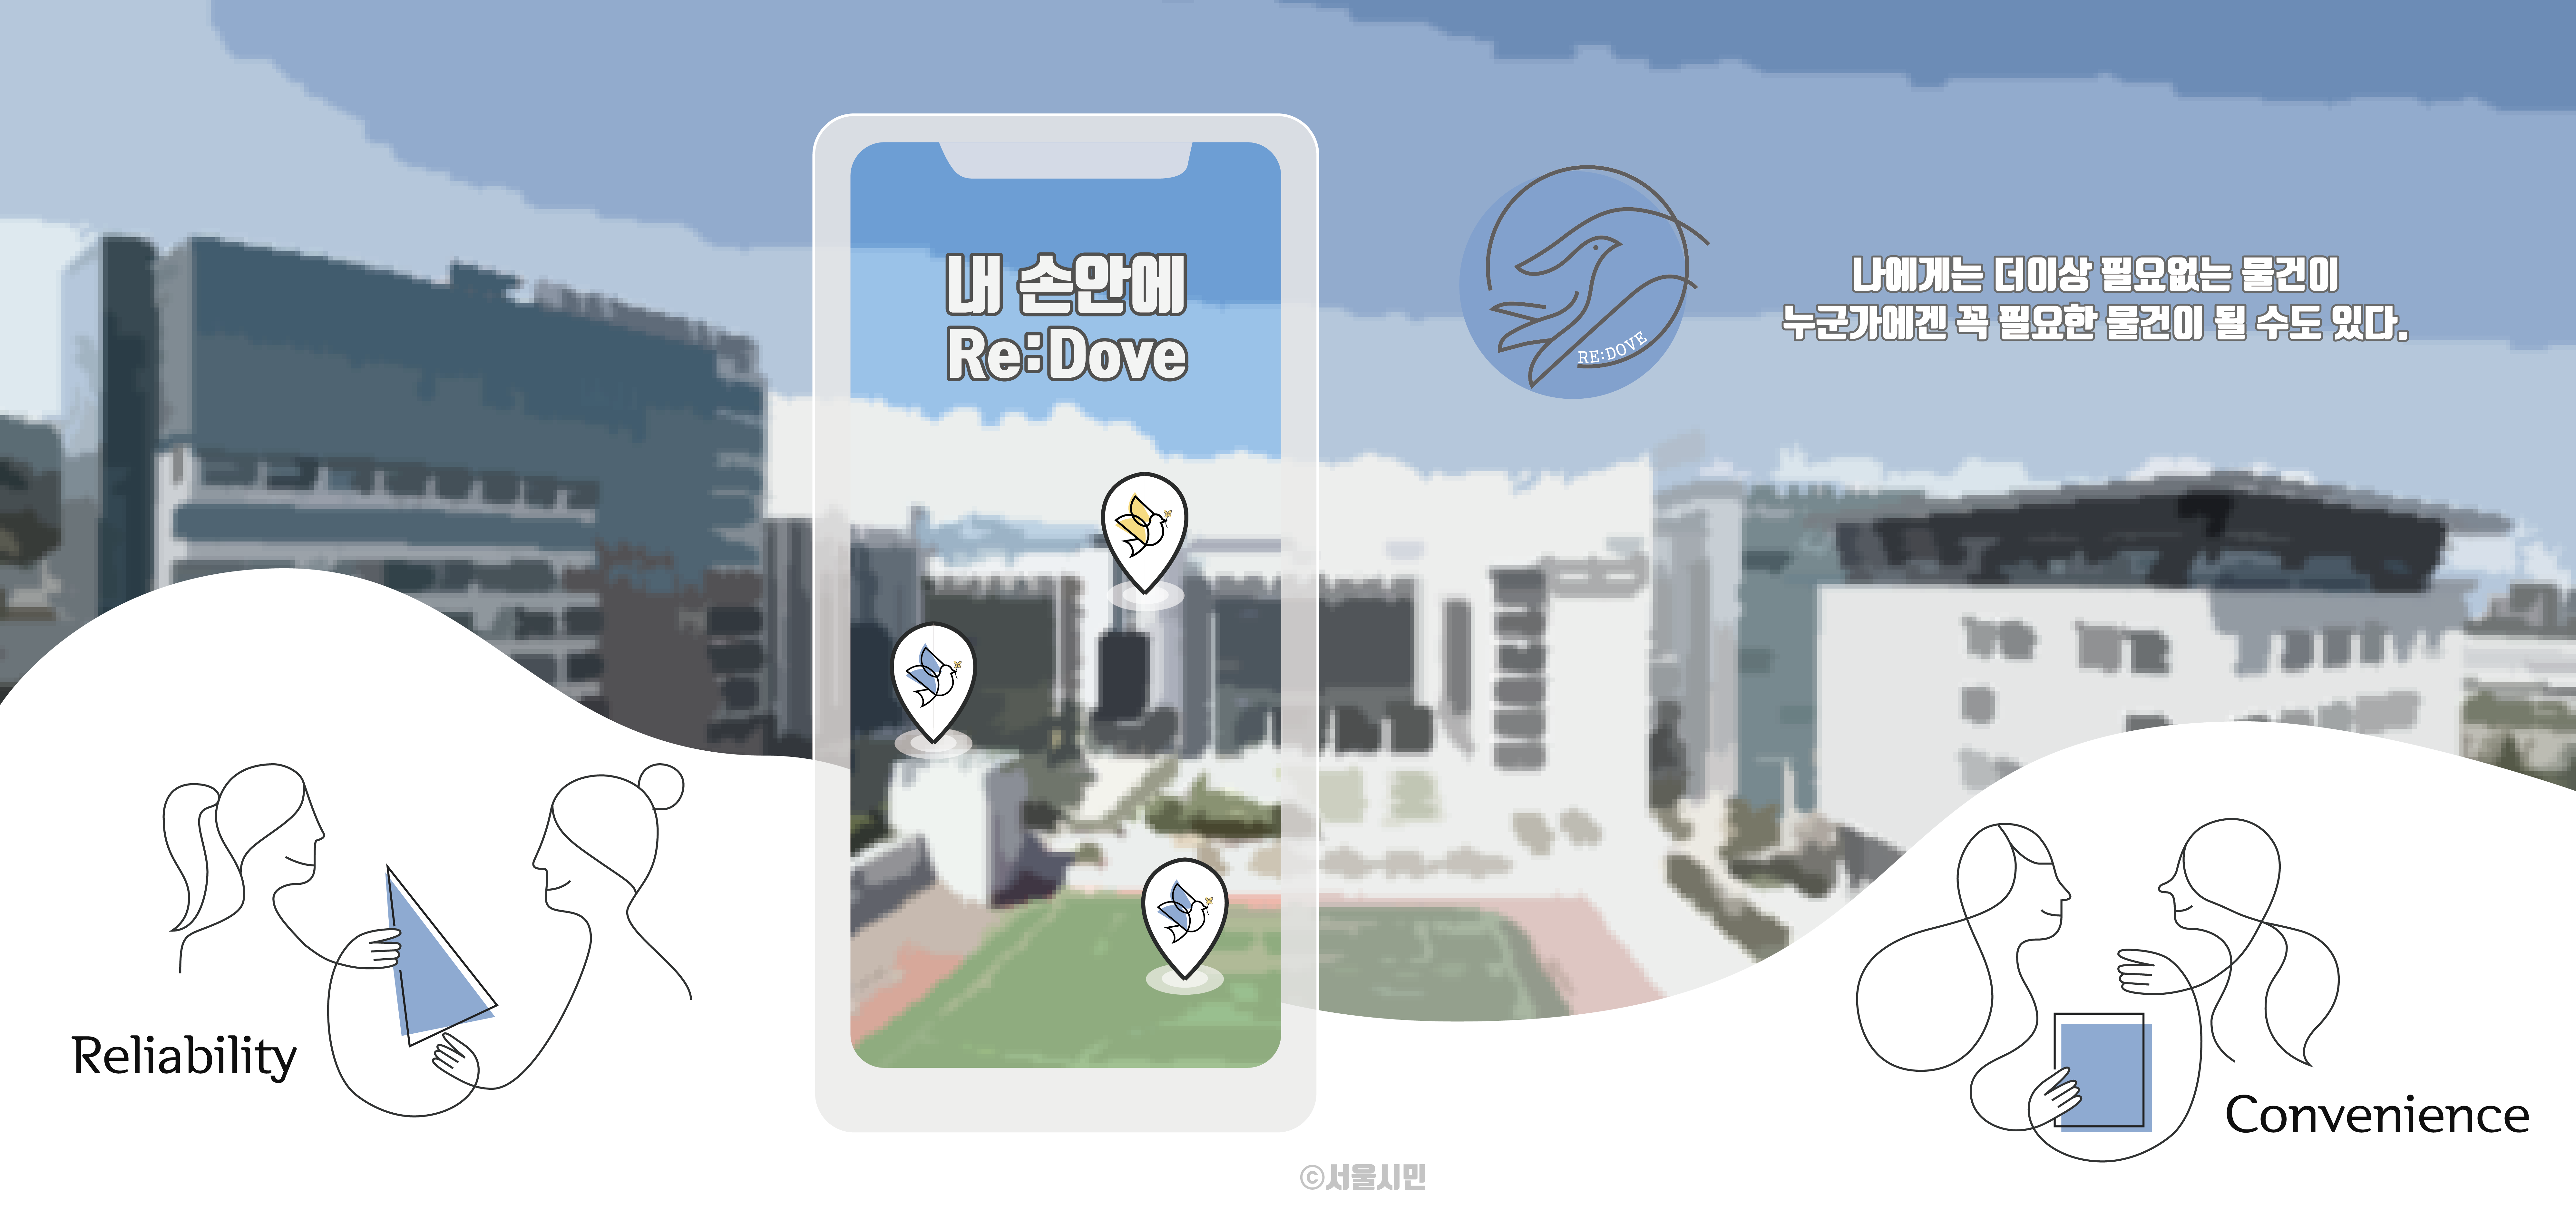 내 손안에
Re:Dove
RE:DOVE
나에게는 더이상 필요없는 물건이
누군가에겐 꼭 필요한 물건이 될 수도 있다.
Reliability
Convenience
©서울시민